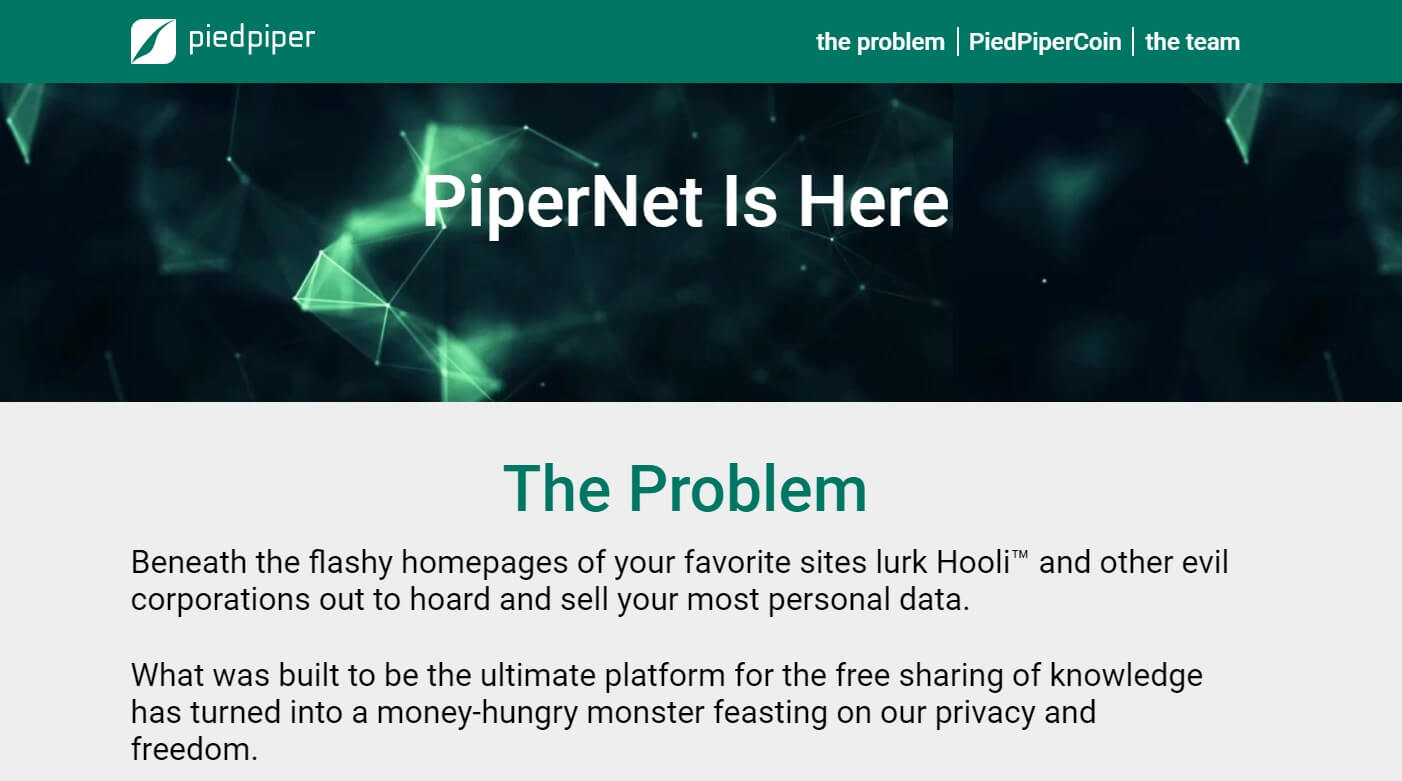 piedpiper
the problem | PiedPiperCoin | the team
PiperNet Is Here
The Problem
Beneath the flashy homepages of your favorite sites lurk Hooli™ and other evil
corporations out to hoard and sell your most personal data.
What was built to be the ultimate platform for the free sharing of knowledge
has turned into a money-hungry monster feasting on our privacy and
freedom.